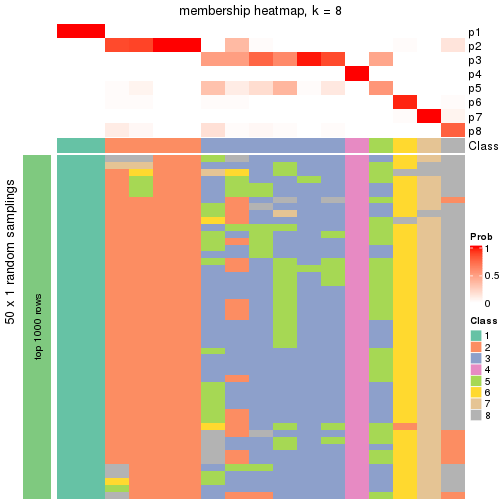 membership heatmap, k = 8
p1
p2
p3
p4
p5
p6
p7
p8
Class
50 x 1 random samplings
top 1000 rows
Prob
1
0.5
0
Class
1
2
3
4
5
6
7
8